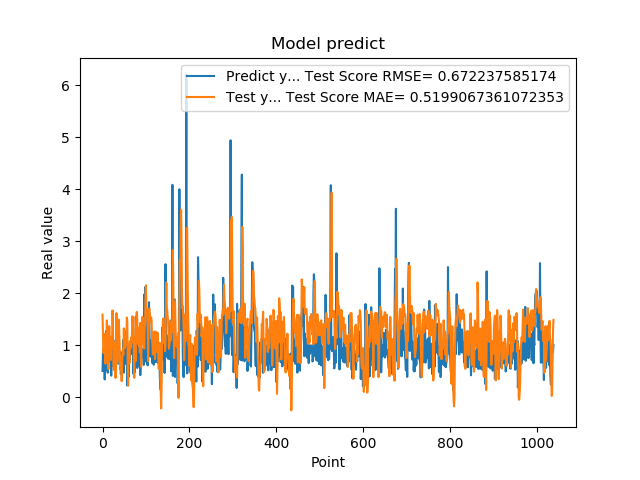 Model predict
Predict y... Test Score RMSE= 0.672237585174
Test y... Test Score MAE= 0.5199067361072353
Real value
6
5
4
3
2
1
0
0 200 400 600 800 1000
Point